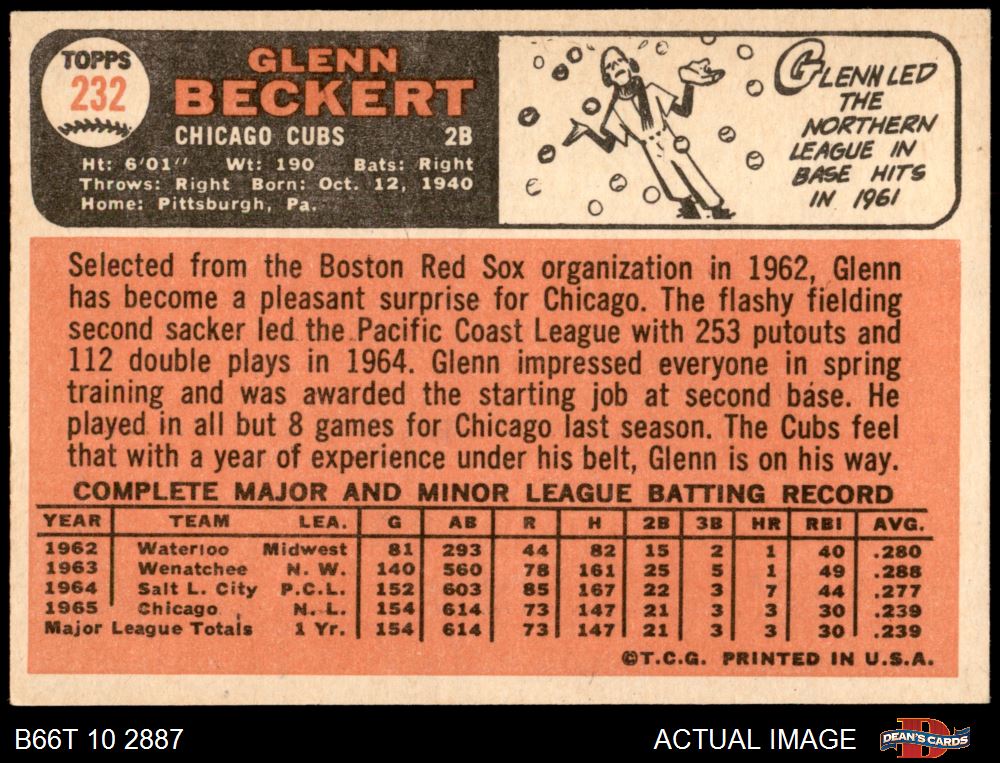 TOPPS
232
GLENN
BECKERT
CHICAGO CUBS 2B
Ht: 6'01" Wt: 190 Bats: Right
Throws: Right Born: Oct. 12, 1940
Home: Pittsburgh, Pa.
GLENN LED
THE
NORTHERN
LEAGUE IN
BASE HITS
IN 1961
Selected from the Boston Red Sox organization in 1962, Glenn
has become a pleasant surprise for Chicago. The flashy fielding
second sacker led the Pacific Coast League with 253 putouts and
112 double plays in 1964. Glenn impressed everyone in spring
training and was awarded the starting job at second base. He
played in all but 8 games for Chicago last season. The Cubs feel
that with a year of experience under his belt, Glenn is on his way.
COMPLETE MAJOR AND MINOR LEAGUE BATTING RECORD
YEAR TEAM LEA. G AB R H 2B 3B HR RBI AVG.
1962 Waterloo Midwest 81 293 44 82 15 2 1 40 .280
1963 Wenatchee N. W. 140 560 78 161 25 5 1 49 .288
1964 Salt L. City P.C.L. 152 603 85 167 22 3 7 44 .277
1965 Chicago N. L. 154 614 73 147 21 3 3 30 .239
Major League Totals 1 Yr. 154 614 73 147 21 3 3 30 .239
©T.C.G. PRINTED IN U.S.A.
B66T 10 2887
ACTUAL IMAGE
D
DEAN'S CARDS